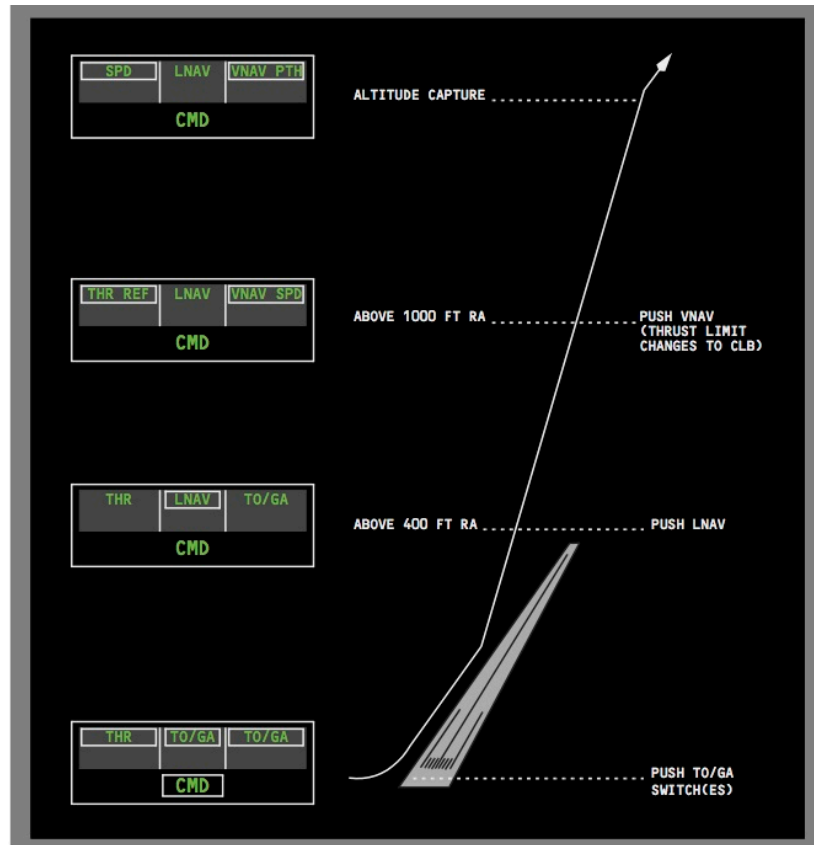 SPD LNAV VNAV PTH
CMD
ALTITUDE CAPTURE
THR REF LNAV VNAV SPD
CMD
ABOVE 1000 FT RA
PUSH VNAV
(THRUST LIMIT
CHANGES TO CLB)
THR LNAV TO/GA
CMD
ABOVE 400 FT RA
PUSH LNAV
THR TO/GA TO/GA
CMD
PUSH TO/GA
SWITCH(ES)